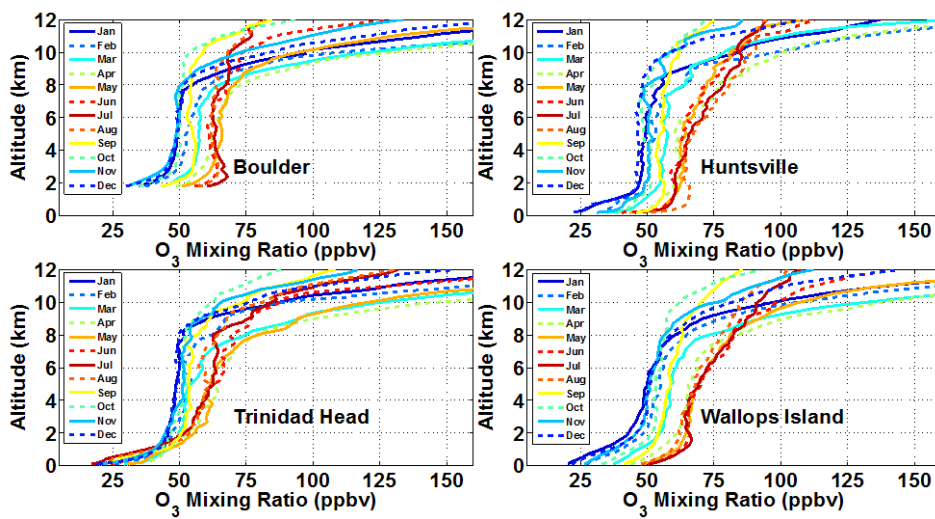 Altitude (km)
12
10
8
6
4
2
0
Jan
Feb
Mar
Apr
May
Jun
Jul
Aug
Sep
Oct
Nov
Dec
Boulder
25 50 75 100 125 150
O3 Mixing Ratio (ppbv)
Altitude (km)
12
10
8
6
4
2
0
Jan
Feb
Mar
Apr
May
Jun
Jul
Aug
Sep
Oct
Nov
Dec
Huntsville
25 50 75 100 125 150
O3 Mixing Ratio (ppbv)
Altitude (km)
12
10
8
6
4
2
0
Jan
Feb
Mar
Apr
May
Jun
Jul
Aug
Sep
Oct
Nov
Dec
Trinidad Head
25 50 75 100 125 150
O3 Mixing Ratio (ppbv)
Altitude (km)
12
10
8
6
4
2
0
Jan
Feb
Mar
Apr
May
Jun
Jul
Aug
Sep
Oct
Nov
Dec
Wallops Island
25 50 75 100 125 150
O3 Mixing Ratio (ppbv)